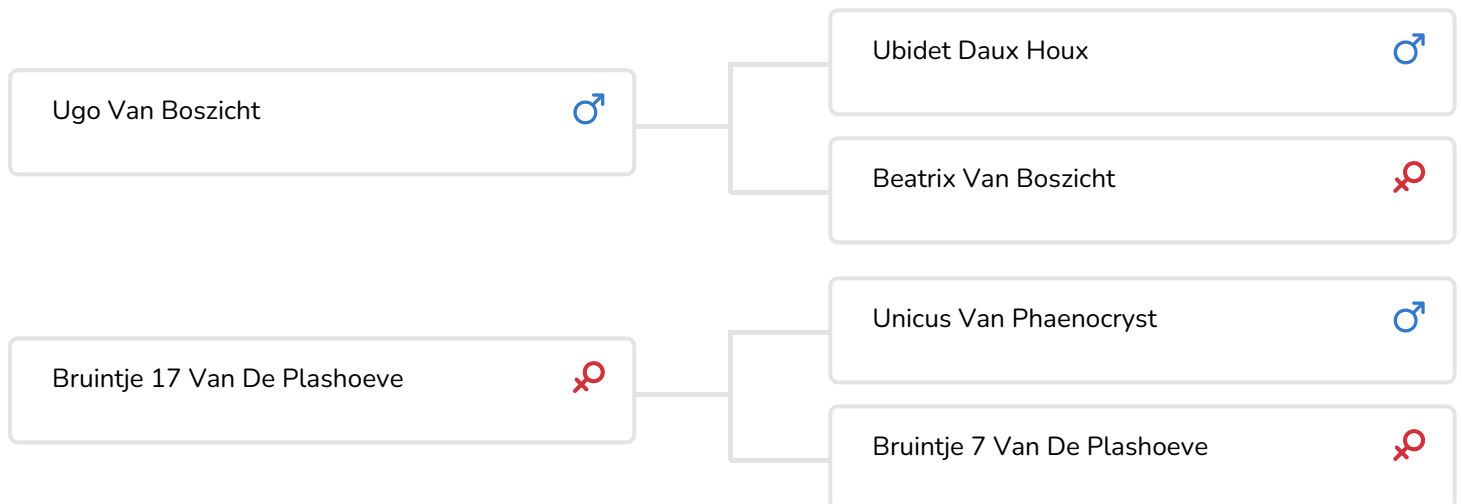 Ubidet Daux Houx
Ugo Van Boszicht
Beatrix Van Boszicht
Unicus Van Phaenocryst
Bruintje 17 Van De Plashoeve
Bruintje 7 Van De Plashoeve